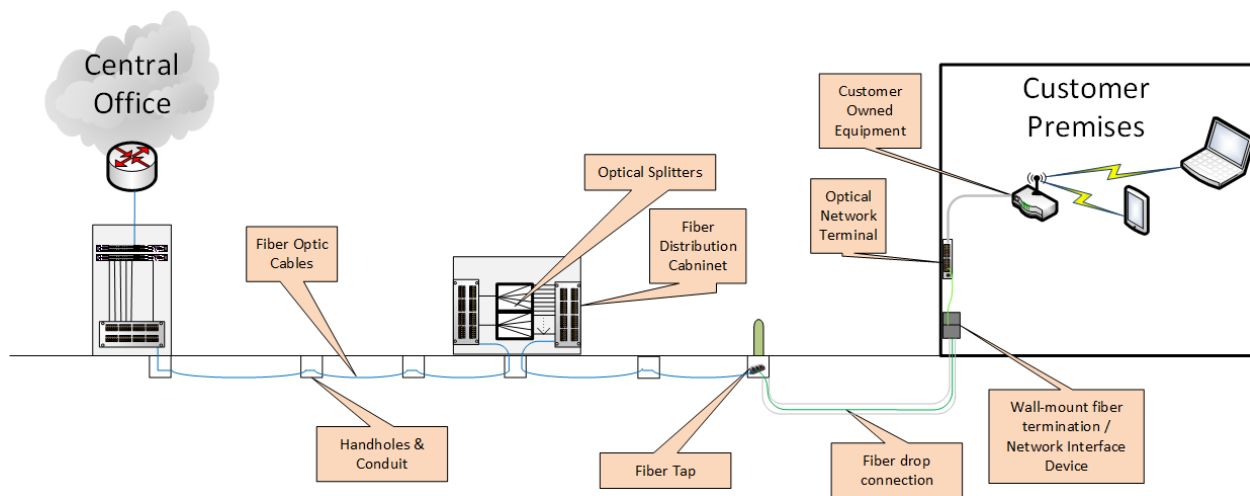 Central
Office
Customer
Premises
Customer
Owned
Equipment
Optical Splitters
Optical
Network
Terminal
Fiber
Distribution
Cabninet
Fiber Optic
Cables
Handholes &
Conduit
Fiber Tap
Fiber drop
connection
Wall-mount fiber
termination /
Network Interface
Device